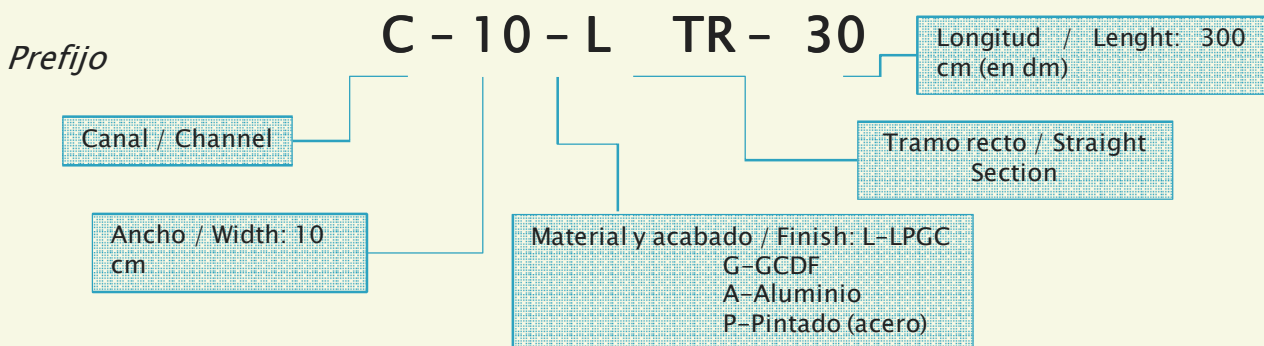 C – 10 – L TR – 30
Prefijo
Longitud / Lenght: 300
cm (en dm)
Canal / Channel
Tramo recto / Straight
Section
Ancho / Width: 10
cm
Material y acabado / Finish: L-LPGC
G-GCDF
A-Aluminio
P-Pintado (acero)